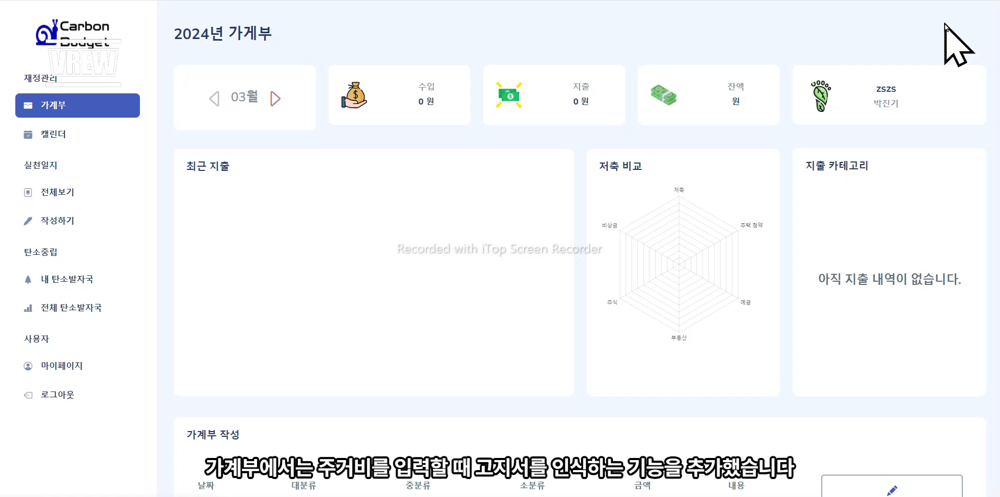 Carbon
Budget
VREW
재정관리
가게부
캘린더
실천일지
전체보기
작성하기
탄소중립
내 탄소발자국
전체 탄소발자국
사용자
마이페이지
로그아웃
2024년 가게부
03월
수입
0 원
지출
0 원
잔액
원
zszs
박진기
최근 지출
저축 비교
저축
비상금
주택 청약
주식
예금
부동산
지출 카테고리
아직 지출 내역이 없습니다.
Recorded with iTop Screen Recorder
가계부 작성
가계부에서는 주거비를 입력할 때 고지서를 인식하는 기능을 추가했습니다
날짜 대분류 중분류 소분류 금액 내용